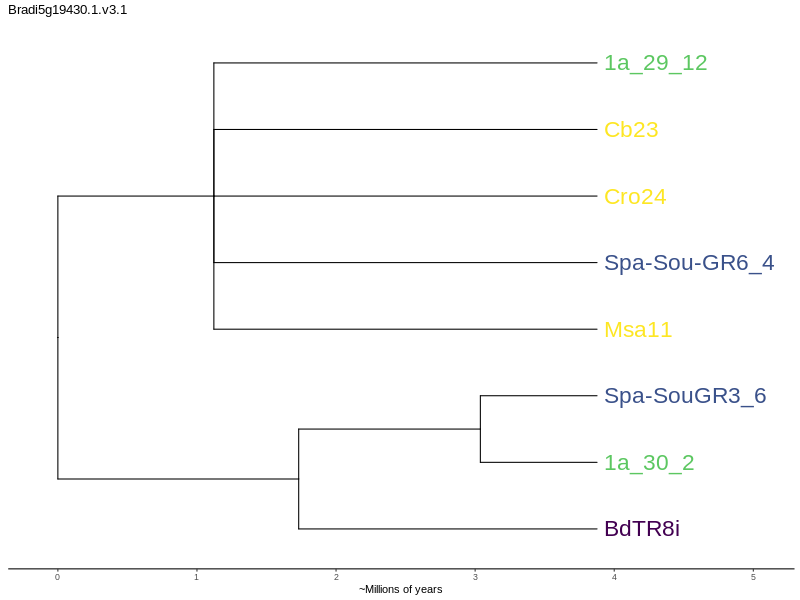 Bradi5g19430.1.v3.1
1a_29_12
Cb23
Cro24
Spa-Sou-GR6_4
Msa11
Spa-SouGR3_6
1a_30_2
BdTR8i
0 1 2 3 4 5
~Millions of years